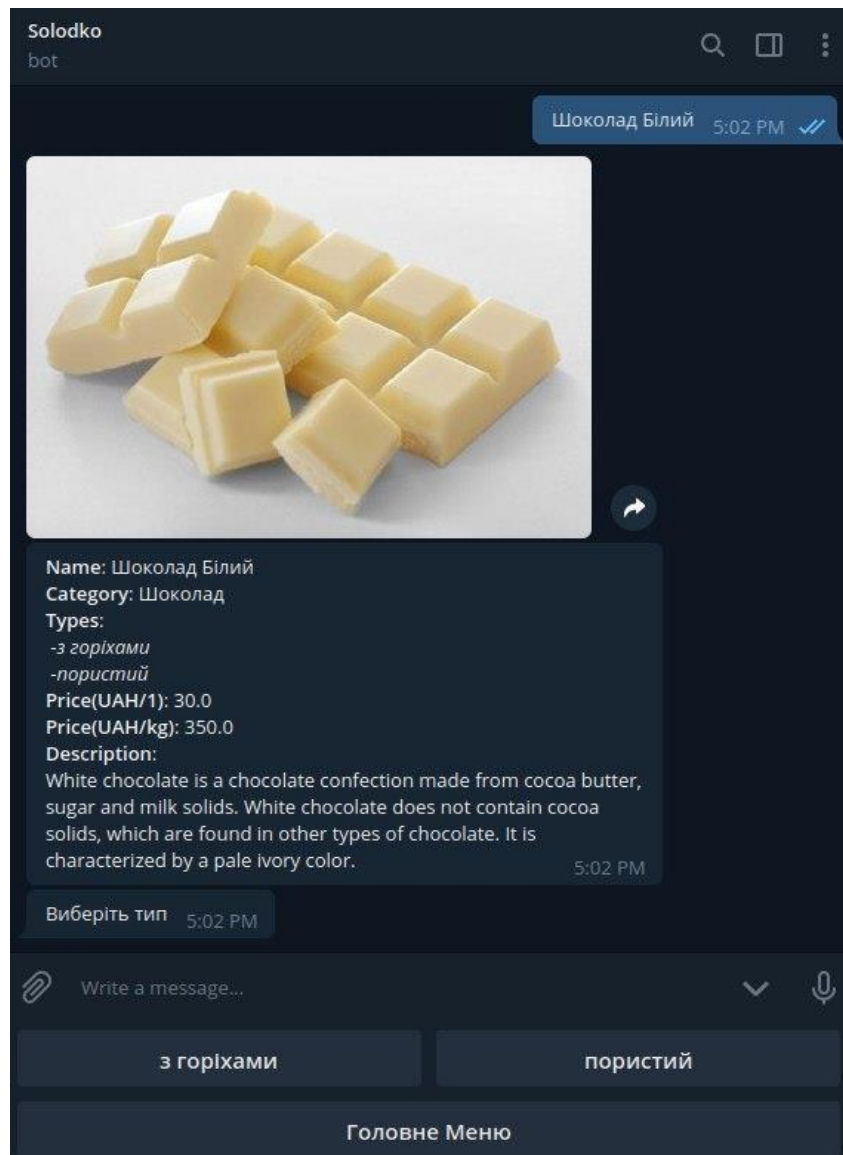 Solodko
bot
Шоколад Білий 5:02 PM
Name: Шоколад Білий
Category: Шоколад
Types:
-з горіхами
-пористий
Price(UAH/1): 30.0
Price(UAH/kg): 350.0
Description:
White chocolate is a chocolate confection made from cocoa butter,
sugar and milk solids. White chocolate does not contain cocoa
solids, which are found in other types of chocolate. It is
characterized by a pale ivory color. 5:02 PM
Виберіть тип 5:02 PM
Write a message...
з горіхами пористий
Головне Меню